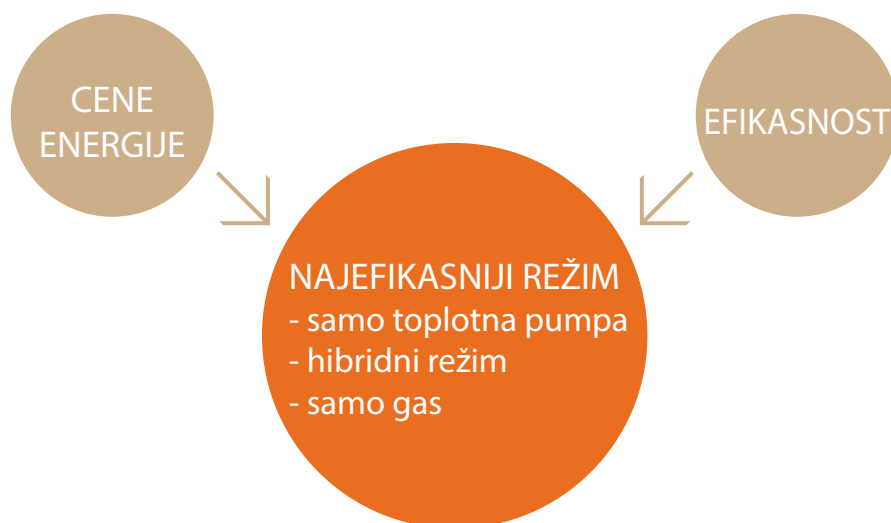 CENE
ENERGIJE
EFIKASNOST
NAJEFIKASNIJI REŽIM
- samo toplotna pumpa
- hibridni režim
- samo gas